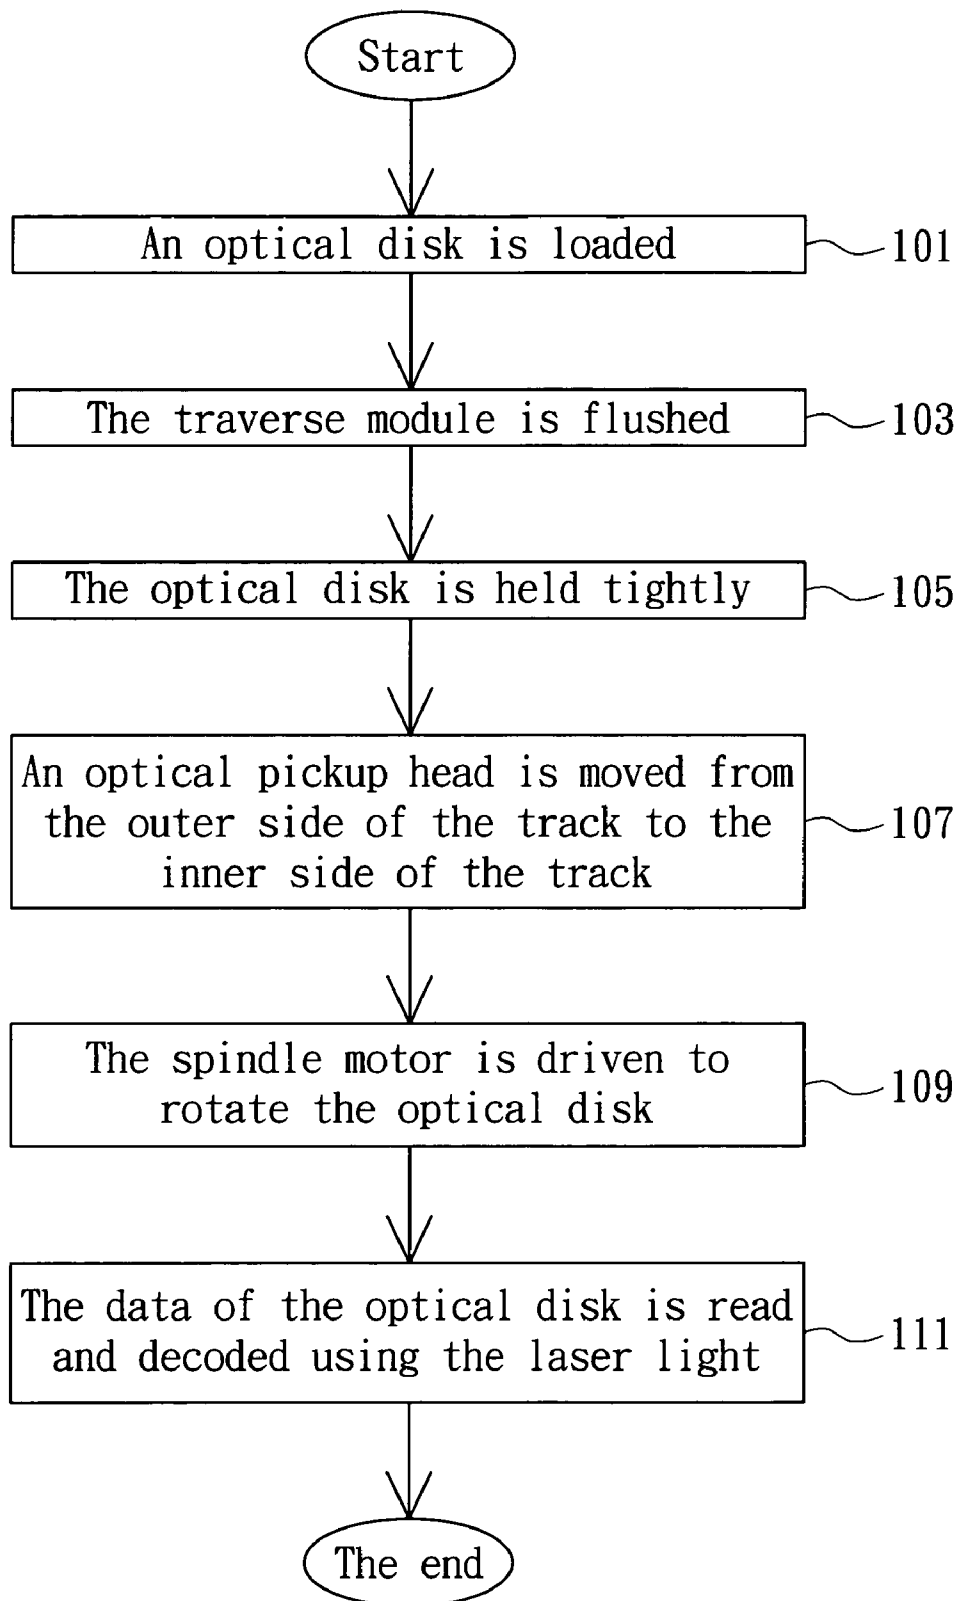 Start
An optical disk is loaded
101
The traverse module is flushed
103
The optical disk is held tightly
105
An optical pickup head is moved from
the outer side of the track to the
inner side of the track
107
The spindle motor is driven to
rotate the optical disk
109
The data of the optical disk is read
and decoded using the laser light
111
The end